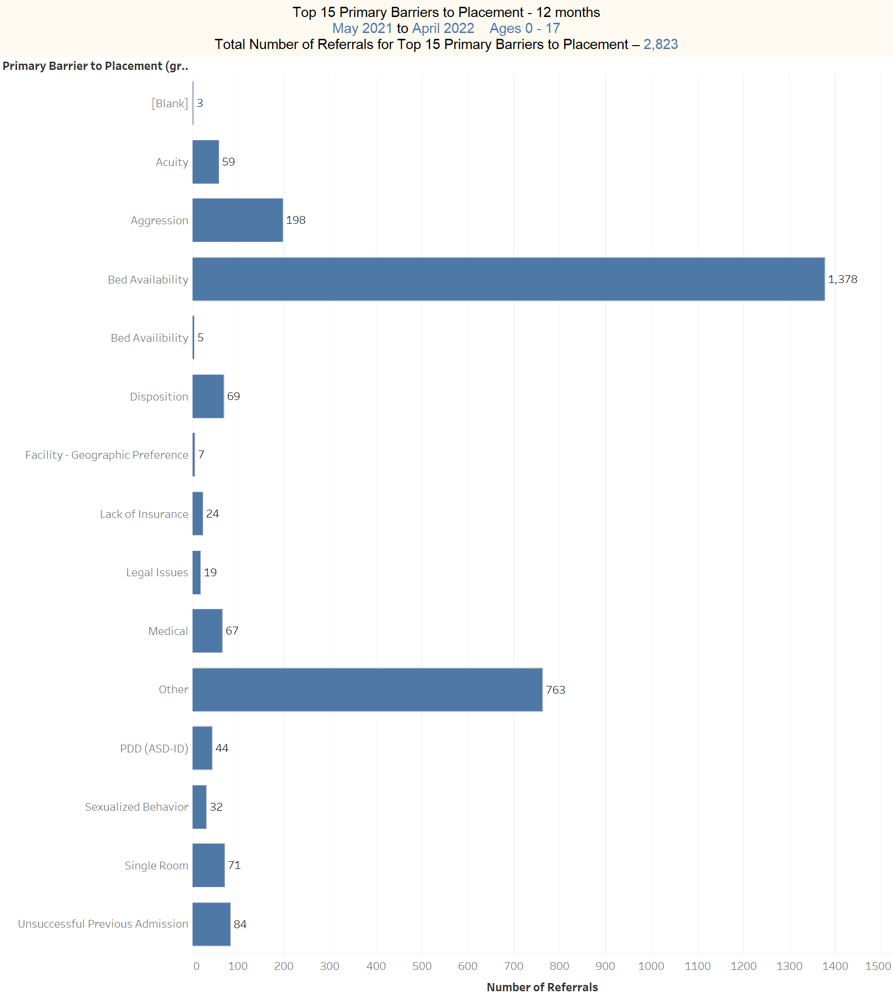 Top 15 Primary Barriers to Placement - 12 months
May 2021 to April 2022 Ages 0 - 17
Total Number of Referrals for Top 15 Primary Barriers to Placement – 2,823
Primary Barrier to Placement (gr..
[Blank] 3
Acuity 59
Aggression 198
Bed Availability 1,378
Bed Availibility 5
Disposition 69
Facility - Geographic Preference 7
Lack of Insurance 24
Legal Issues 19
Medical 67
Other 763
PDD (ASD-ID) 44
Sexualized Behavior 32
Single Room 71
Unsuccessful Previous Admission 84
0 100 200 300 400 500 600 700 800 900 1000 1100 1200 1300 1400 1500
Number of Referrals